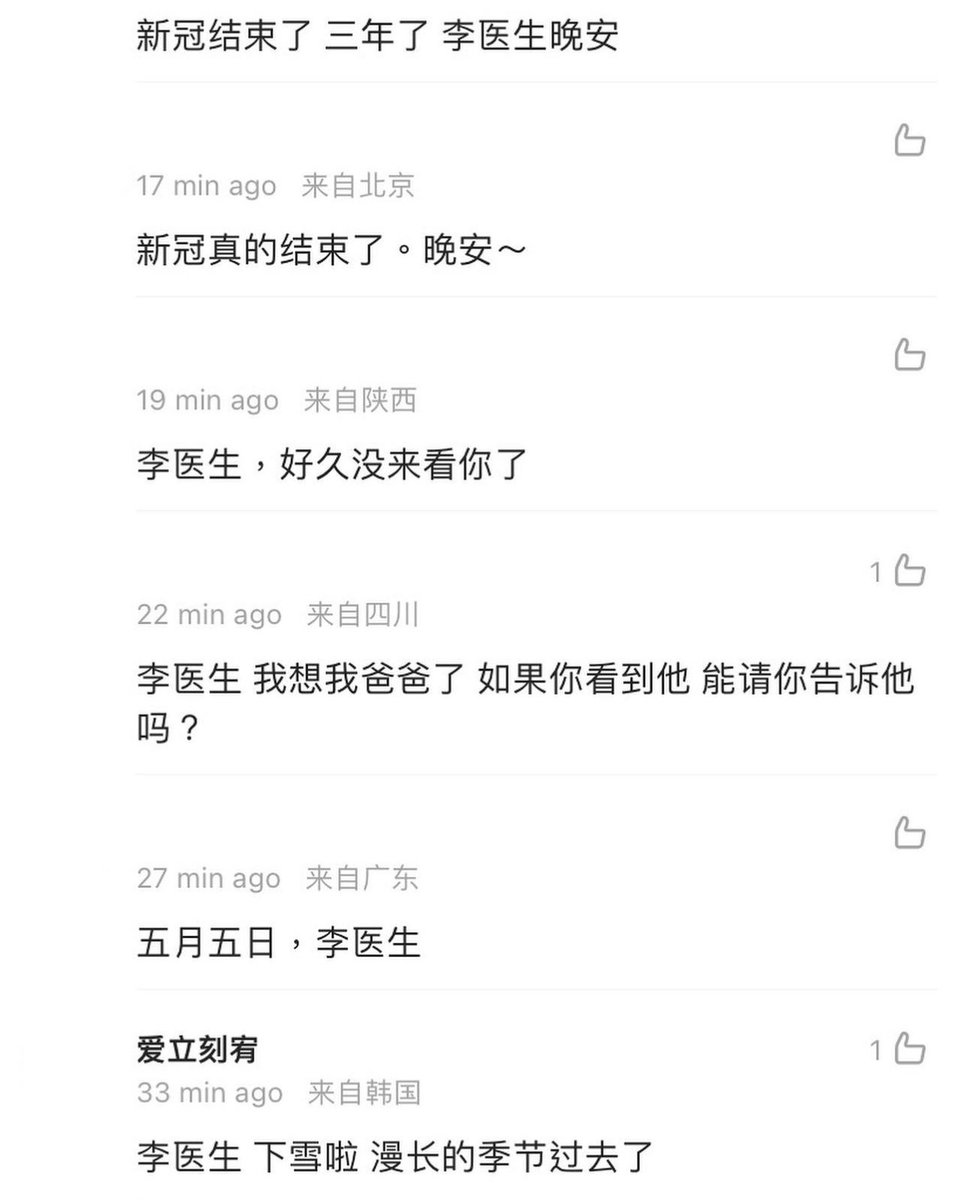 新冠结束了 三年了 李医生晚安
17 min ago 来自北京
新冠真的结束了。晚安～
19 min ago 来自陕西
李医生，好久没来看你了
1
22 min ago 来自四川
李医生 我想我爸爸了 如果你看到他 能请你告诉他
吗？
27 min ago 来自广东
五月五日，李医生
爱立刻宥 1
33 min ago 来自韩国
李医生 下雪啦 漫长的季节过去了